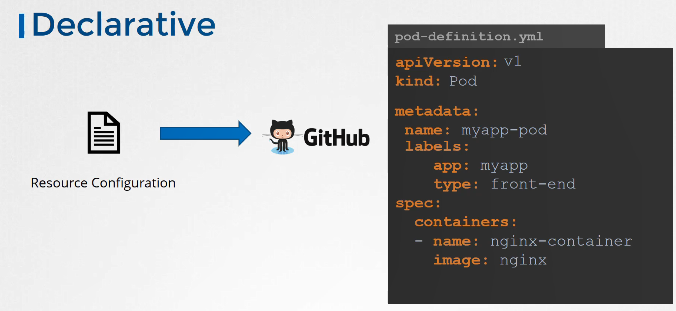 Declarative
Resource Configuration
GitHub
pod-definition.yml
apiVersion: v1
kind: Pod
metadata:
name: myapp-pod
labels:
app: myapp
type: front-end
spec:
containers:
- name: nginx-container
image: nginx